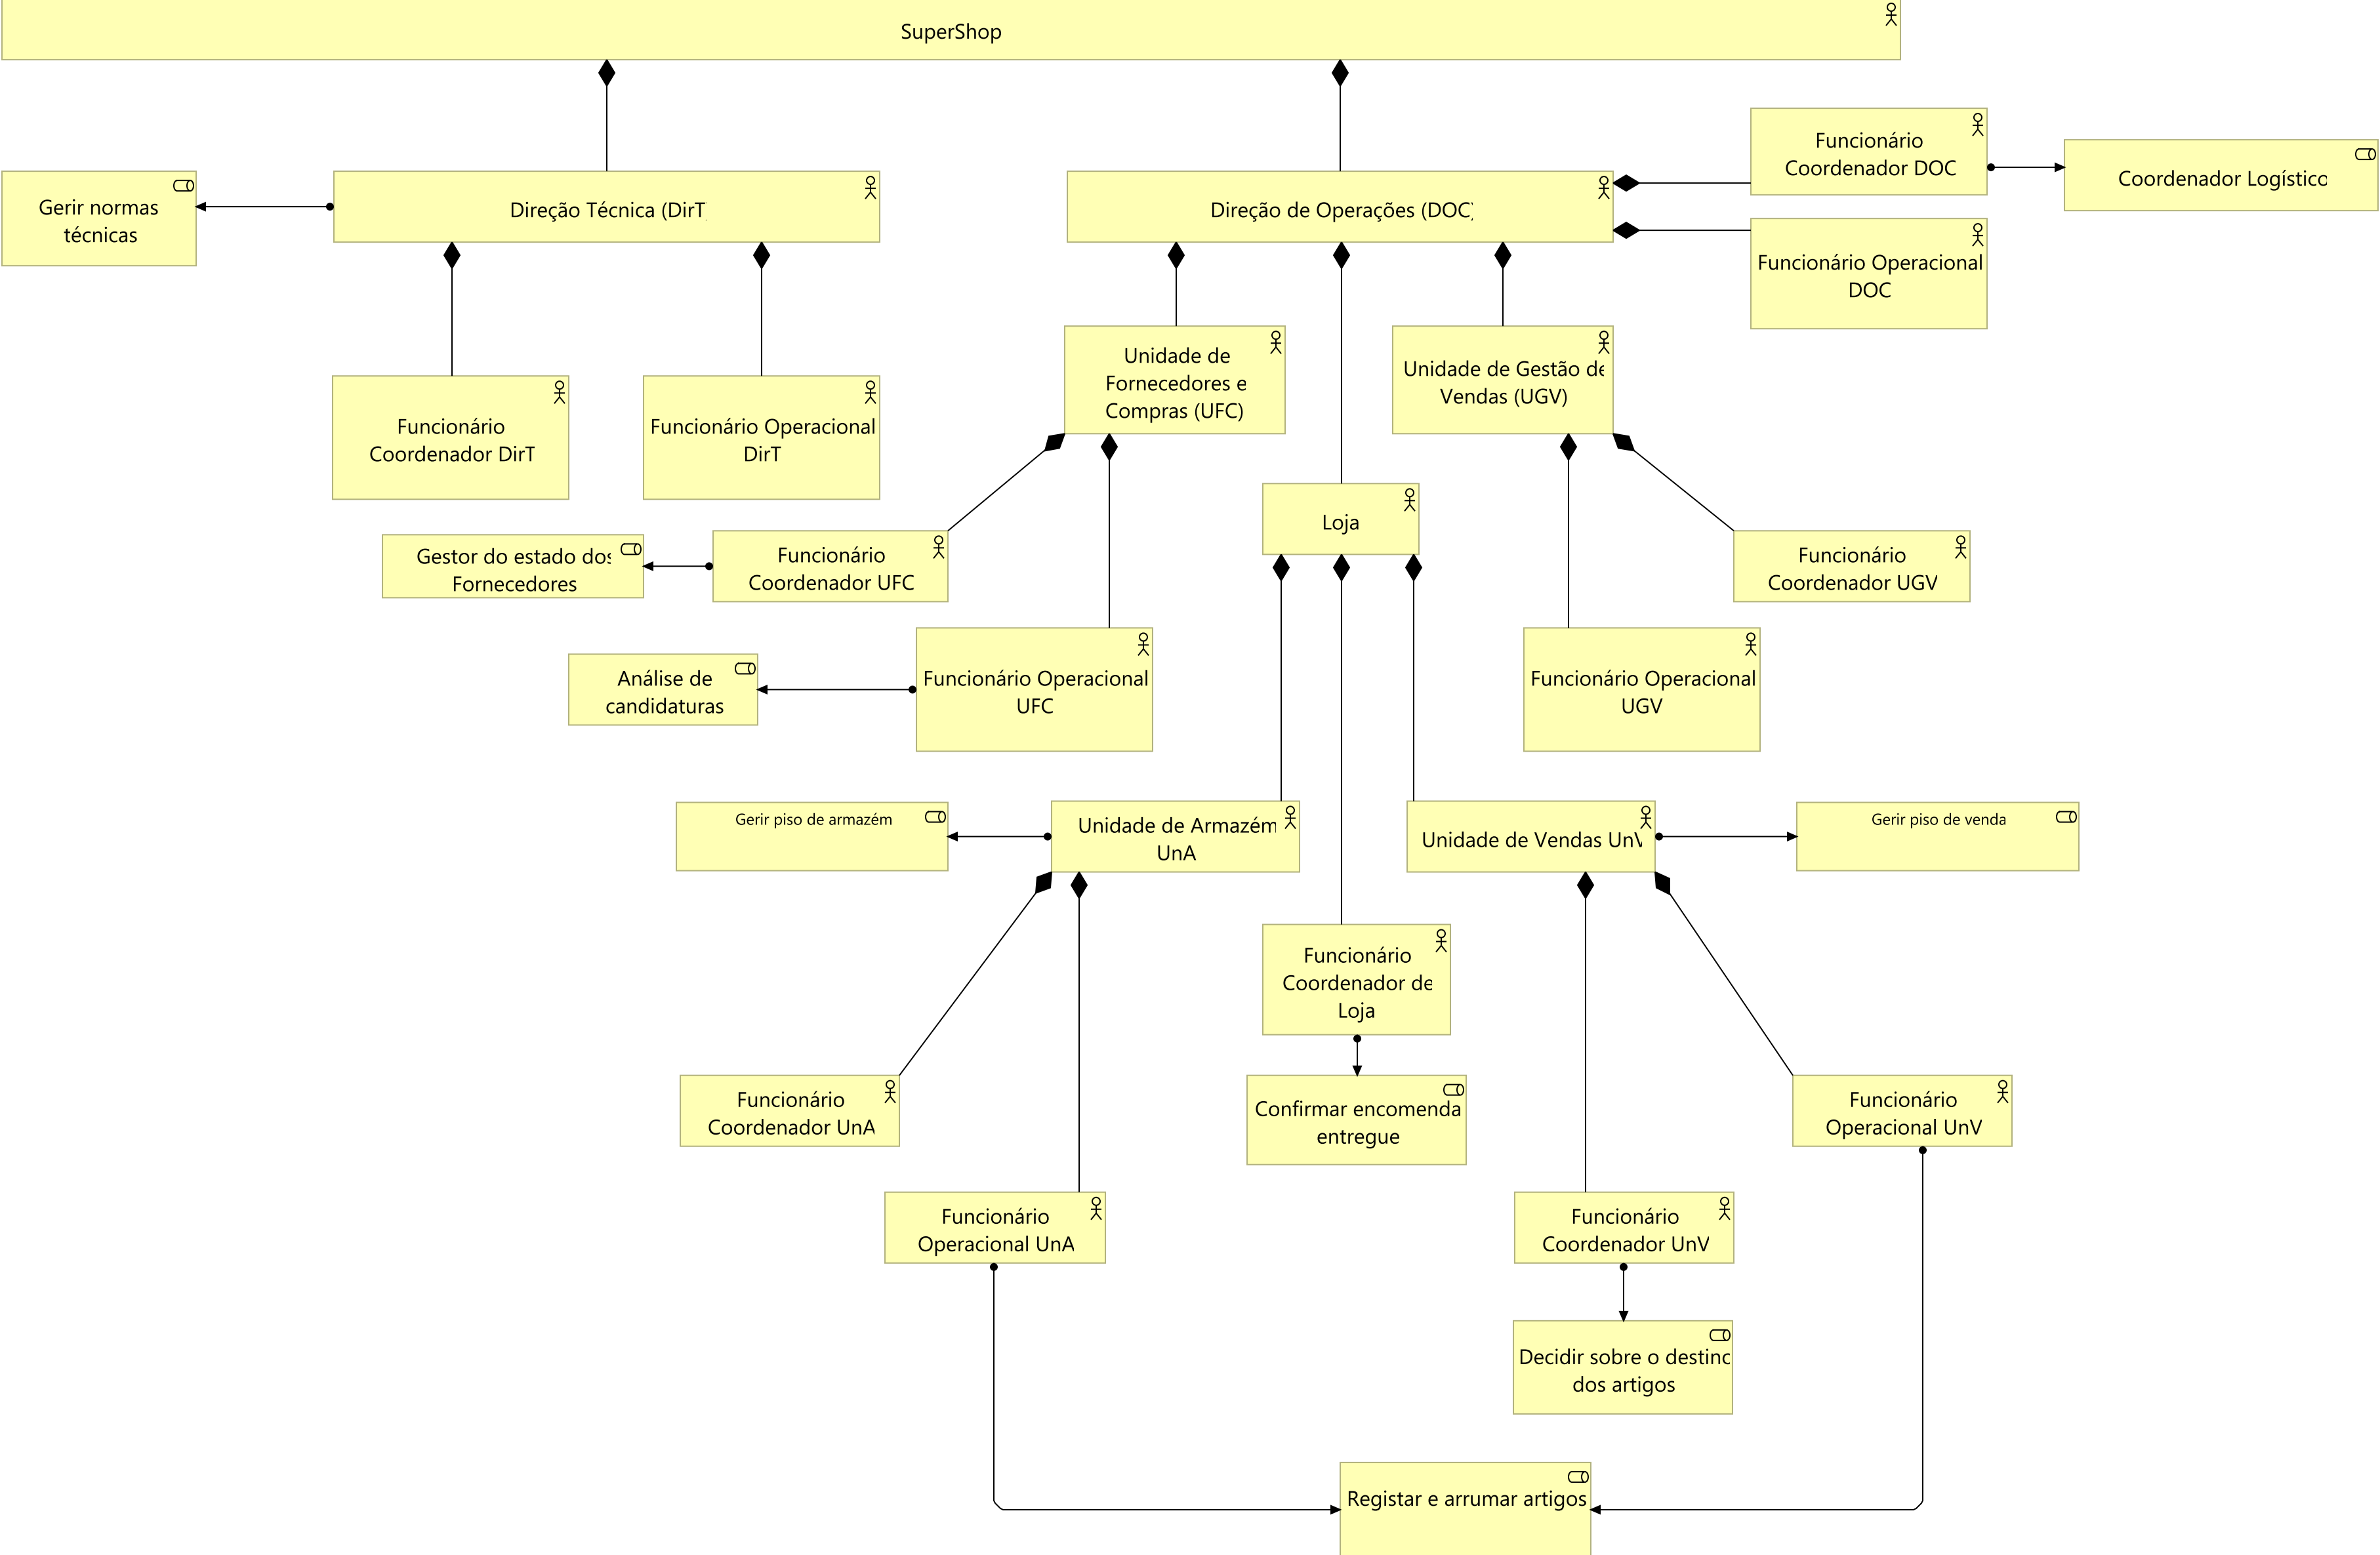 SuperShop
Funcionário
Coordenador DOC
Coordenador Logístico
Gerir normas
técnicas
Direção Técnica (DirT)
Direção de Operações (DOC)
Funcionário Operacional
DOC
Unidade de
Fornecedores e
Compras (UFC)
Unidade de Gestão de
Vendas (UGV)
Funcionário
Coordenador DirT
Funcionário Operacional
DirT
Loja
Gestor do estado dos
Fornecedores
Funcionário
Coordenador UFC
Funcionário
Coordenador UGV
Análise de
candidaturas
Funcionário Operacional
UFC
Funcionário Operacional
UGV
Gerir piso de armazém
Unidade de Armazém
UnA
Unidade de Vendas UnV
Gerir piso de venda
Funcionário
Coordenador de
Loja
Funcionário
Coordenador UnA
Confirmar encomenda
entregue
Funcionário
Operacional UnV
Funcionário
Operacional UnA
Funcionário
Coordenador UnV
Decidir sobre o destino
dos artigos
Registar e arrumar artigos